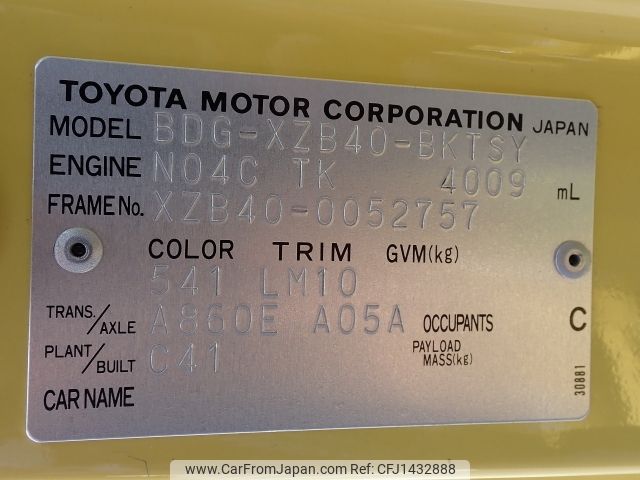 TOYOTA MOTOR CORPORATION JAPAN
MODEL BDG-XZB40-BKTSY
ENGINE N04C TK 4009 mL
FRAME No. XZB40-0052757
COLOR TRIM GVM(kg)
541 LM10
TRANS./AXLE A860E A05A OCCUPANTS C
PLANT/BUILT C41 PAYLOAD MASS(kg)
CAR NAME
30881
www.CarFromJapan.com Car No. CFJ1432888